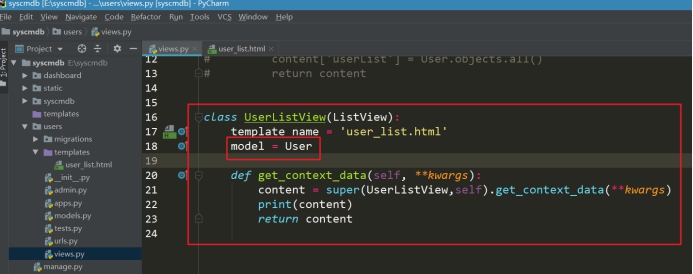 syscmdb [E:\syscmdb] - ...\users\views.py [syscmdb] - PyCharm
File Edit View Navigate Code Refactor Run Tools VCS Window Help
syscmdb users views.py
1: Project
Project
syscmdb E:\syscmdb
dashboard
static
syscmdb
templates
users
migrations
templates
user_list.html
__init__.py
admin.py
apps.py
models.py
tests.py
urls.py
views.py
manage.py
views.py × user_list.html ×
12 # content['userList'] = User.objects.all()
13 # return content
14
15
16 class UserListView(ListView):
17 template_name = 'user_list.html'
18 model = User
19
20 def get_context_data(self, **kwargs):
21 content = super(UserListView,self).get_context_data(**kwargs)
22 print(content)
23 return content
24